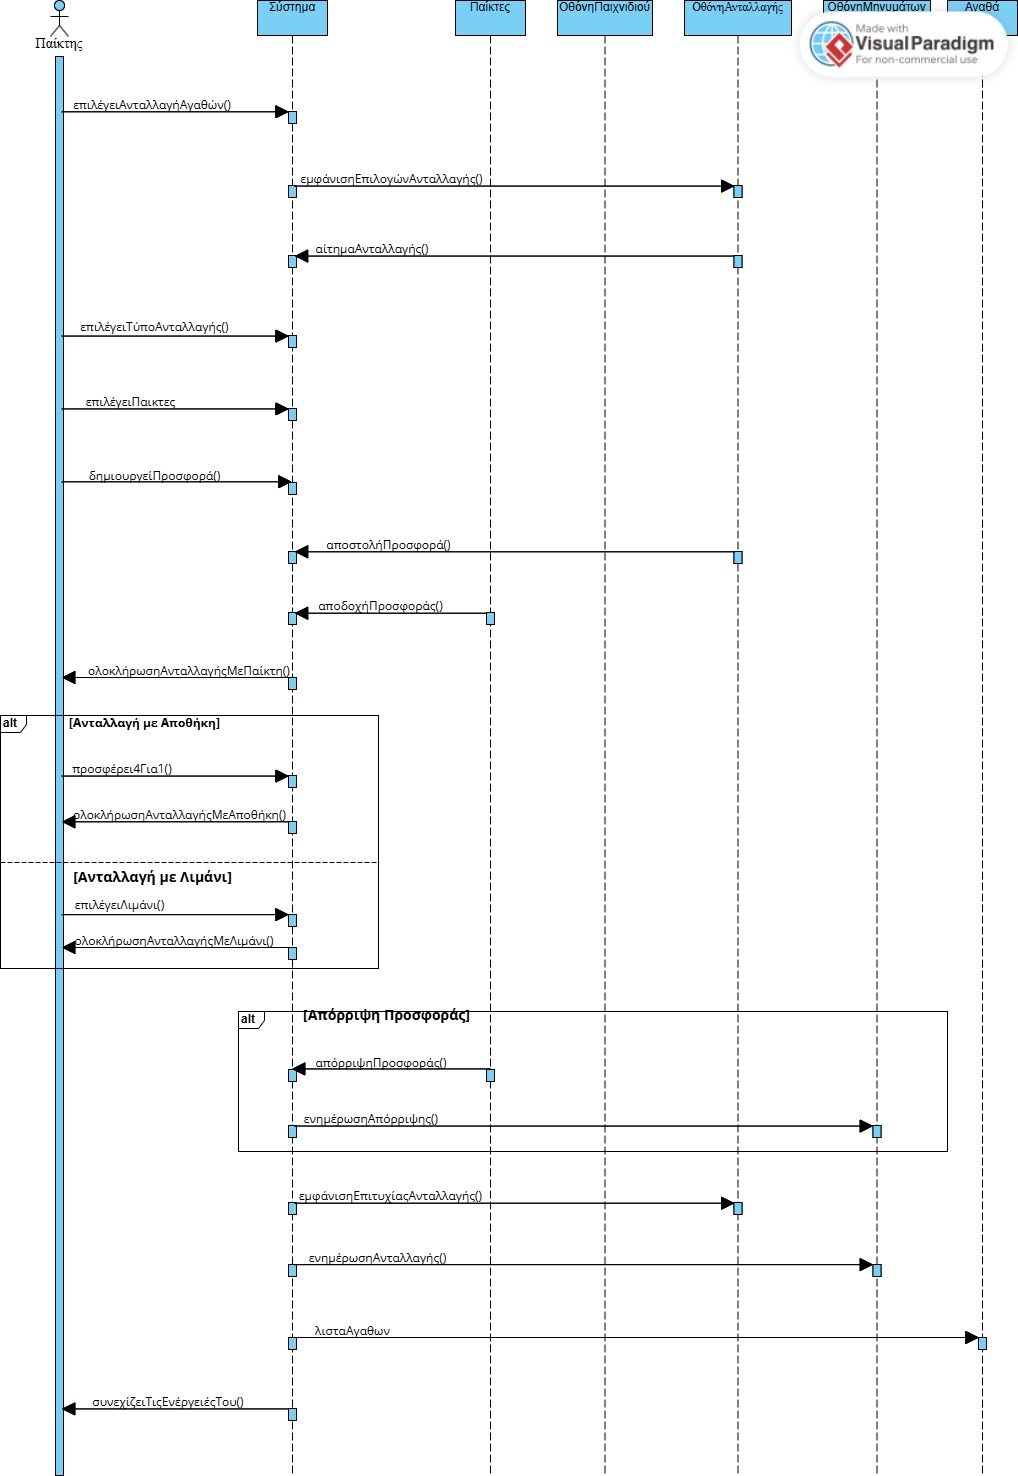 Σύστημα
Παίκτες
ΟθόνηΠαιχνιδιού
ΟθόνηΑνταλλαγής
ΟθόνηΜηνυμάτων
Αγαθά
Παίκτης
Made with
VisualParadigm
For non-commercial use
επιλέγειΑνταλλαγήΑγαθών()
εμφάνισηΕπιλογώνΑνταλλαγής()
αίτημαΑνταλλαγής()
επιλέγειΤύποΑνταλλαγής()
επιλέγειΠαικτες
δημιουργείΠροσφορά()
αποστολήΠροσφορά()
αποδοχήΠροσφοράς()
ολοκλήρωσηΑνταλλαγήςΜεΠαίκτη()
alt
[Ανταλλαγή με Αποθήκη]
προσφέρει4Για1()
ολοκλήρωσηΑνταλλαγήςΜεΑποθήκη()
[Ανταλλαγή με Λιμάνι]
επιλέγειΛιμάνι()
ολοκλήρωσηΑνταλλαγήςΜεΛιμάνι()
alt
[Απόρριψη Προσφοράς]
απόρριψηΠροσφοράς()
ενημέρωσηΑπόρριψης()
εμφάνισηΕπιτυχίαςΑνταλλαγής()
ενημέρωσηΑνταλλαγής()
λισταΑγαθων
συνεχίζειΤιςΕνέργειέςΤου()